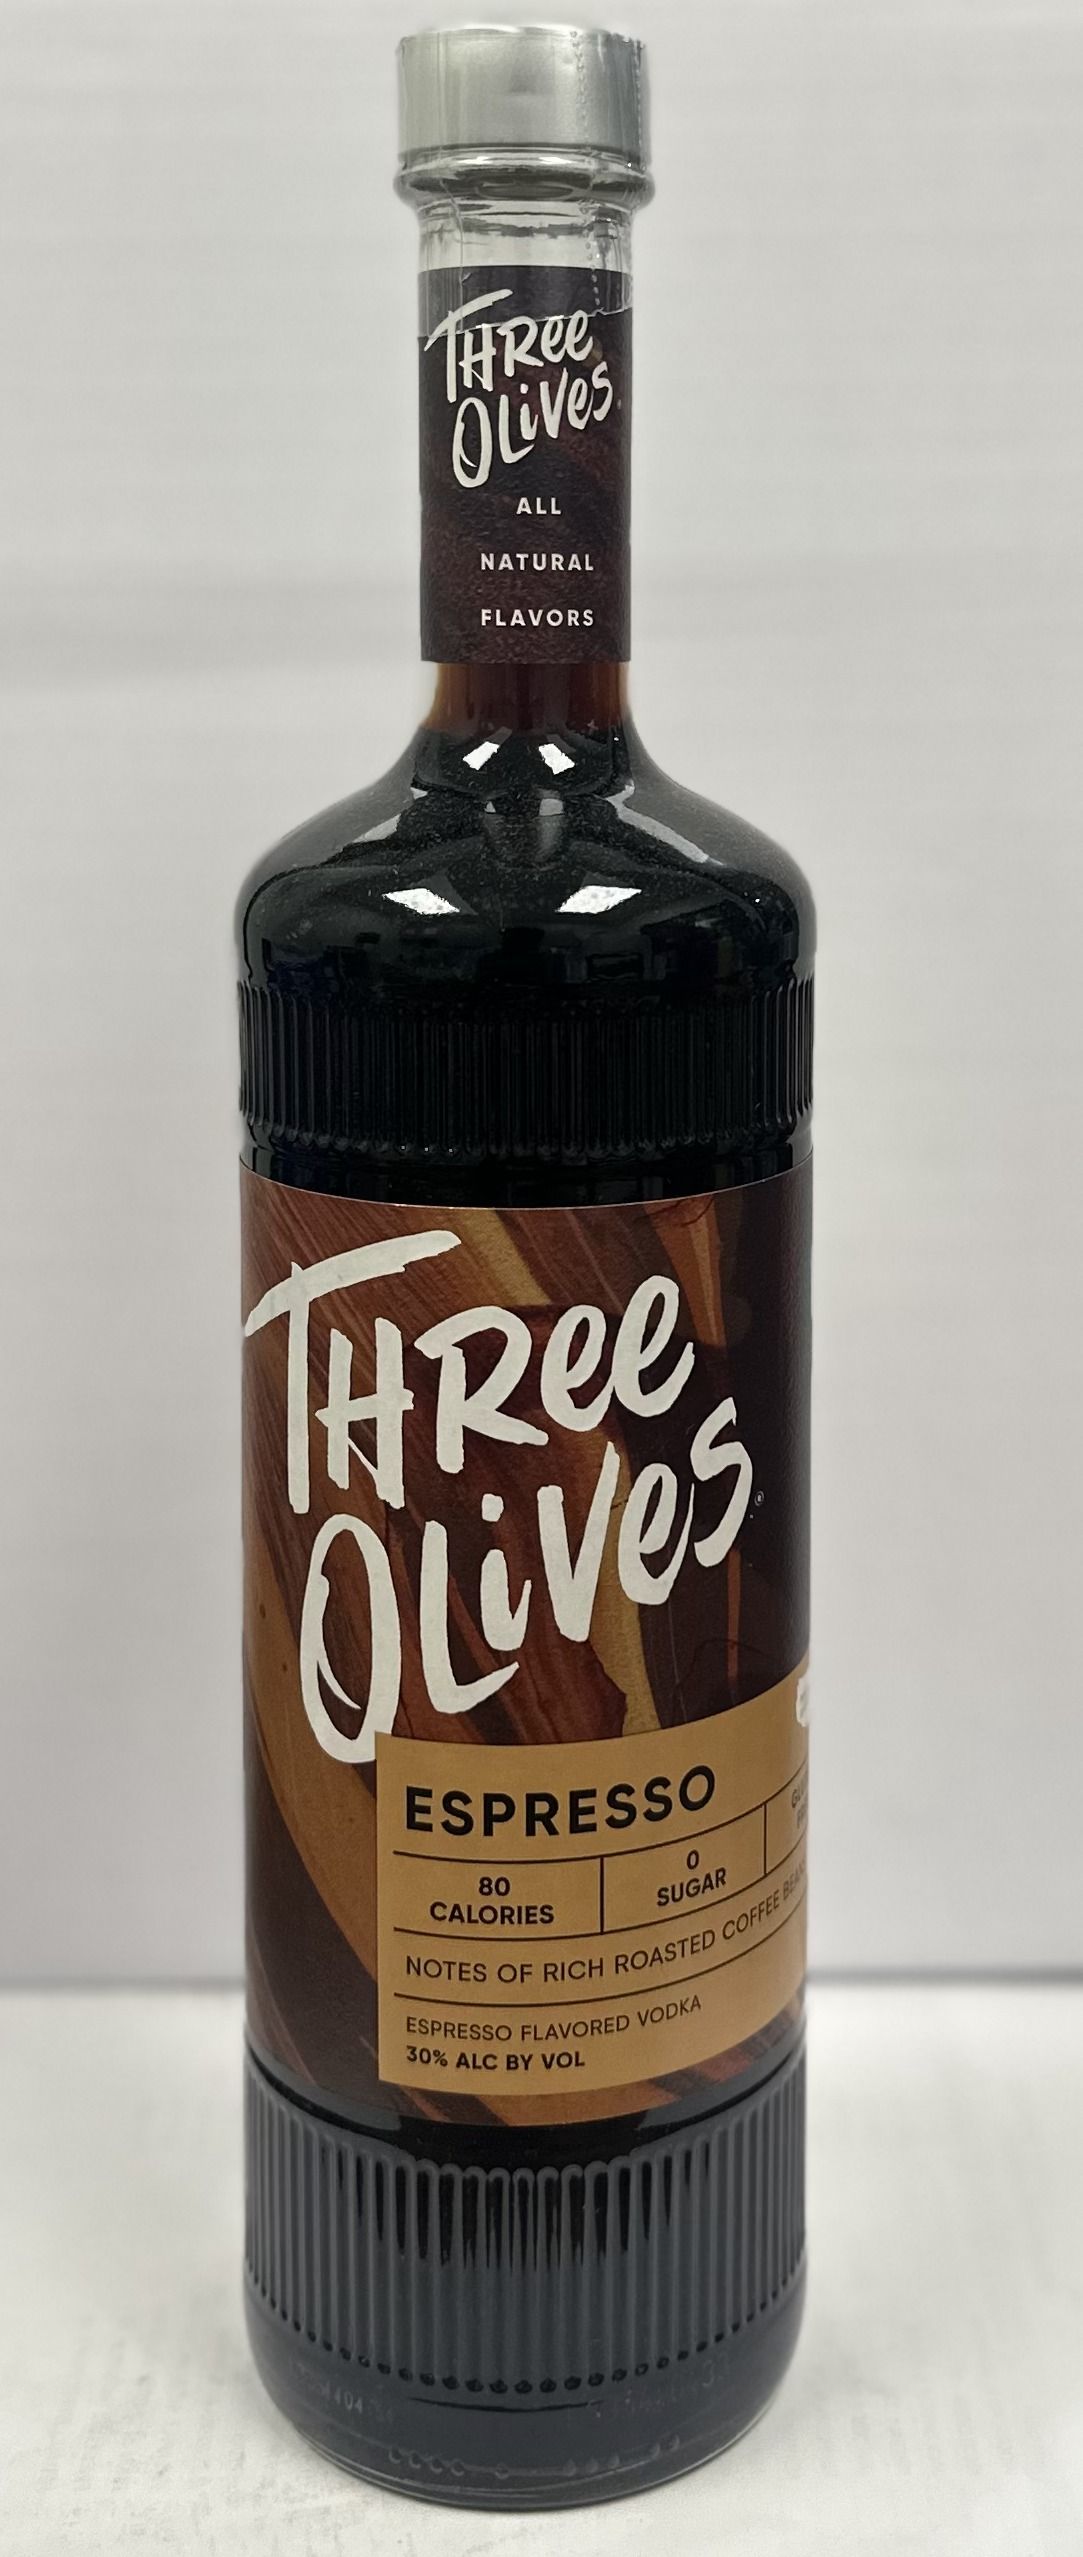 THREE
OLIVES
ALL
NATURAL
FLAVORS
THREE
OLIVES®
ESPRESSO
80
CALORIES
0
SUGAR
NOTES OF RICH ROASTED COFFEE
ESPRESSO FLAVORED VODKA
30% ALC BY VOL